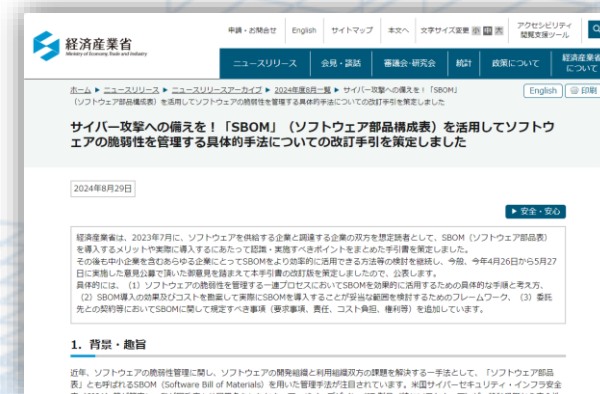 経済産業省
Ministry of Economy, Trade and Industry
申請・お問合せ English サイトマップ 本文へ 文字サイズ変更 小 中 大 アクセシビリティ
閲覧支援ツール
ニュースリリース 会見・談話 審議会・研究会 統計 政策について 経済産業省
について
ホーム ▶ ニュースリリース ▶ ニュースリリースアーカイブ ▶ 2024年度8月一覧 ▶ サイバー攻撃への備えを!「SBOM」
(ソフトウェア部品構成表)を活用してソフトウェアの脆弱性を管理する具体的手法についての改訂手引を策定しました
English 印刷
サイバー攻撃への備えを!「SBOM」(ソフトウェア部品構成表)を活用してソフトウ
ェアの脆弱性を管理する具体的手法についての改訂手引を策定しました
2024年8月29日
▶ 安全・安心
経済産業省は、2023年7月に、ソフトウェアを供給する企業と調達する企業の双方を想定読者として、SBOM(ソフトウェア部品表)
を導入するメリットや実際に導入するにあたって認識・実施すべきポイントをまとめた手引書を策定しました。
その後も中小企業を含むあらゆる企業にとってSBOMをより効率的に活用できる方法等の検討を継続し、今般、今年4月26日から5月27
日に実施した意見公募で頂いた御意見を踏まえて本手引書の改訂版を策定しましたので、公表します。
具体的には、(1)ソフトウェアの脆弱性を管理する一連プロセスにおいてSBOMを効果的に活用するための具体的な手順と考え方、
(2)SBOM導入の効果及びコストを勘案して実際にSBOMを導入することが妥当な範囲を検討するためのフレームワーク、(3)委託
先との契約等においてSBOMに関して規定すべき事項(要求事項、責任、コスト負担、権利等)を追加しています。
1. 背景・趣旨
近年、ソフトウェアの脆弱性管理に関し、ソフトウェアの開発組織と利用組織双方の課題を解決する一手法として、「ソフトウェア部品
表」とも呼ばれるSBOM(Software Bill of Materials)を用いた管理手法が注目されています。米国サイバーセキュリティ・インフラ安全